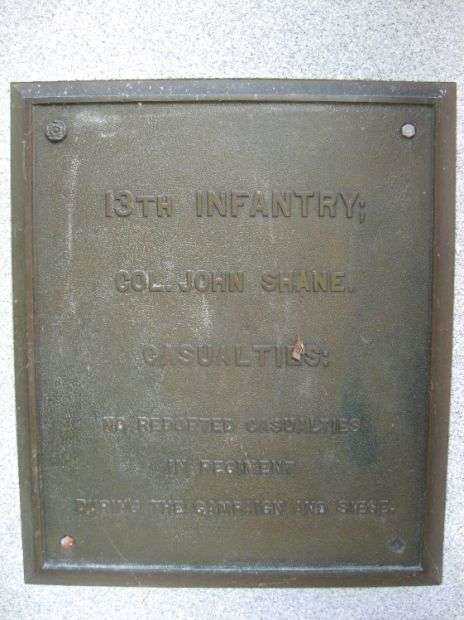 13TH INFANTRY;
COL. JOHN SHANE.
CASUALTIES:
NO REPORTED CASUALTIES
IN REGIMENT
DURING THE CAMPAIGN AND SIEGE.